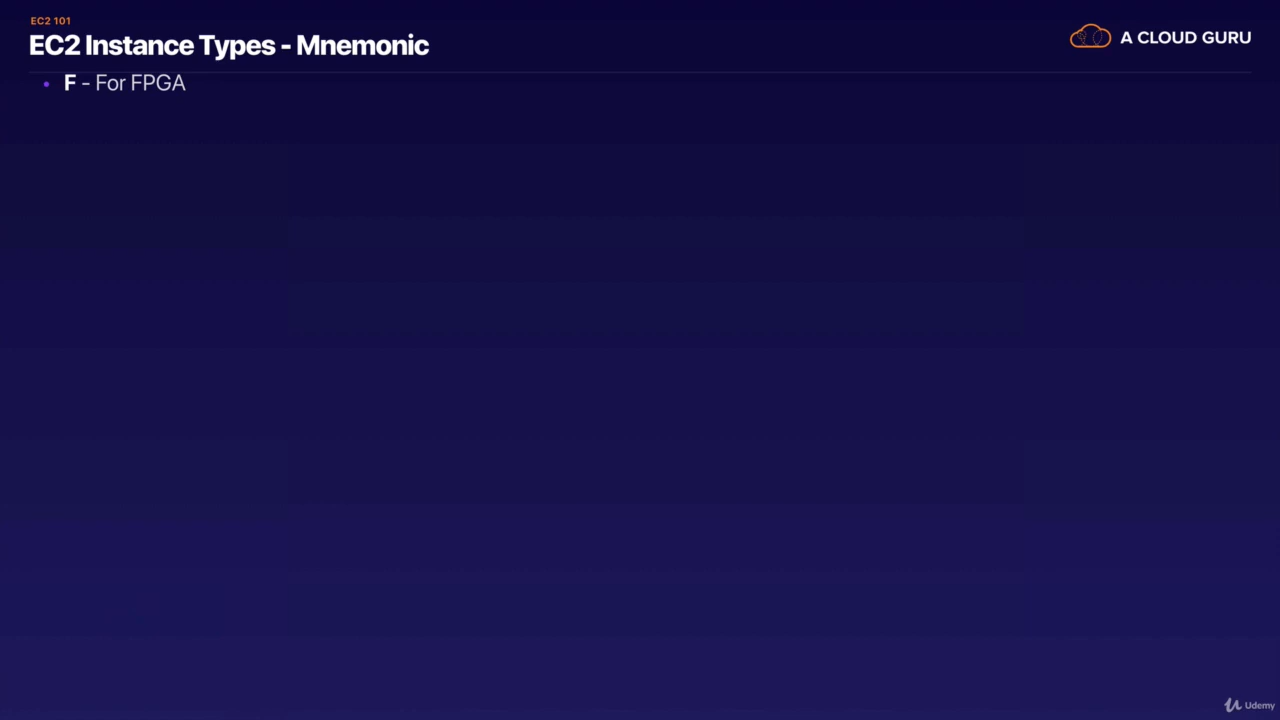 EC2 101
EC2 Instance Types - Mnemonic
A CLOUD GURU
• F - For FPGA
Udemy